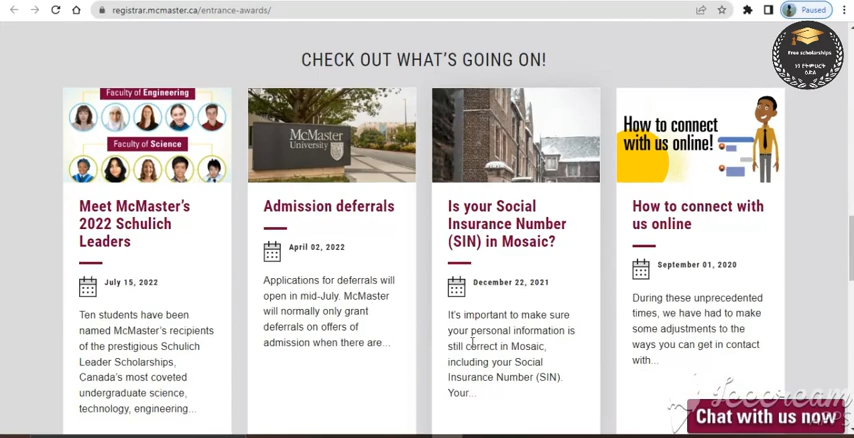 registrar.mcmaster.ca/entrance-awards/
Paused
Free scholarships
CHECK OUT WHAT'S GOING ON!
Faculty of Engineering
Faculty of Science
Meet McMaster's
2022 Schulich
Leaders
July 15, 2022
Ten students have been
named McMaster's recipients
of the prestigious Schulich
Leader Scholarships,
Canada's most coveted
undergraduate science,
technology, engineering...
McMaster
University
Admission deferrals
April 02, 2022
Applications for deferrals will
open in mid-July. McMaster
will normally only grant
deferrals on offers of
admission when there are...
Is your Social
Insurance Number
(SIN) in Mosaic?
December 22, 2021
It's important to make sure
your personal information is
still correct in Mosaic,
including your Social
Insurance Number (SIN).
Your...
How to connect
with us online!
How to connect with
us online
September 01, 2020
During these unprecedented
times, we have had to make
some adjustments to the
ways you can get in contact
with...
Icecream
APPS
Chat with us now